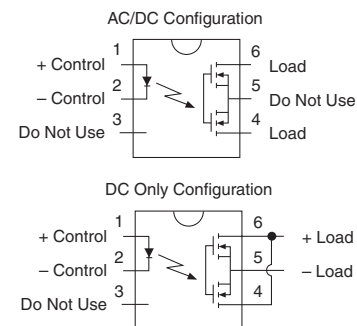 AC/DC Configuration
1 6
+ Control Load
2 5
– Control Do Not Use
3 4
Do Not Use Load
DC Only Configuration
1 6
+ Control + Load
2 5
– Control – Load
3 4
Do Not Use